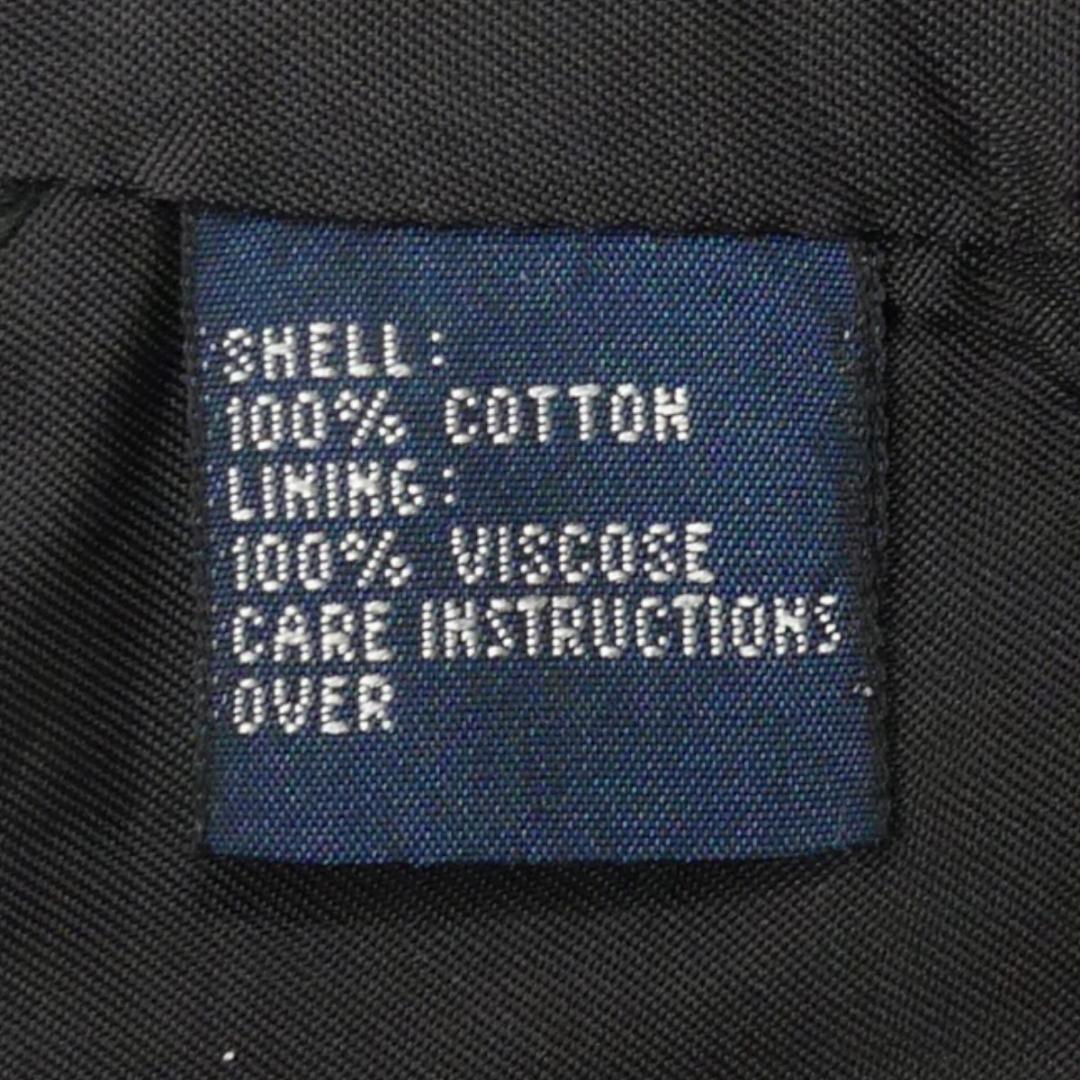 SHELL:
100% COTTON
LINING:
100% VISCOSE
CARE INSTRUCTIONS
OVER